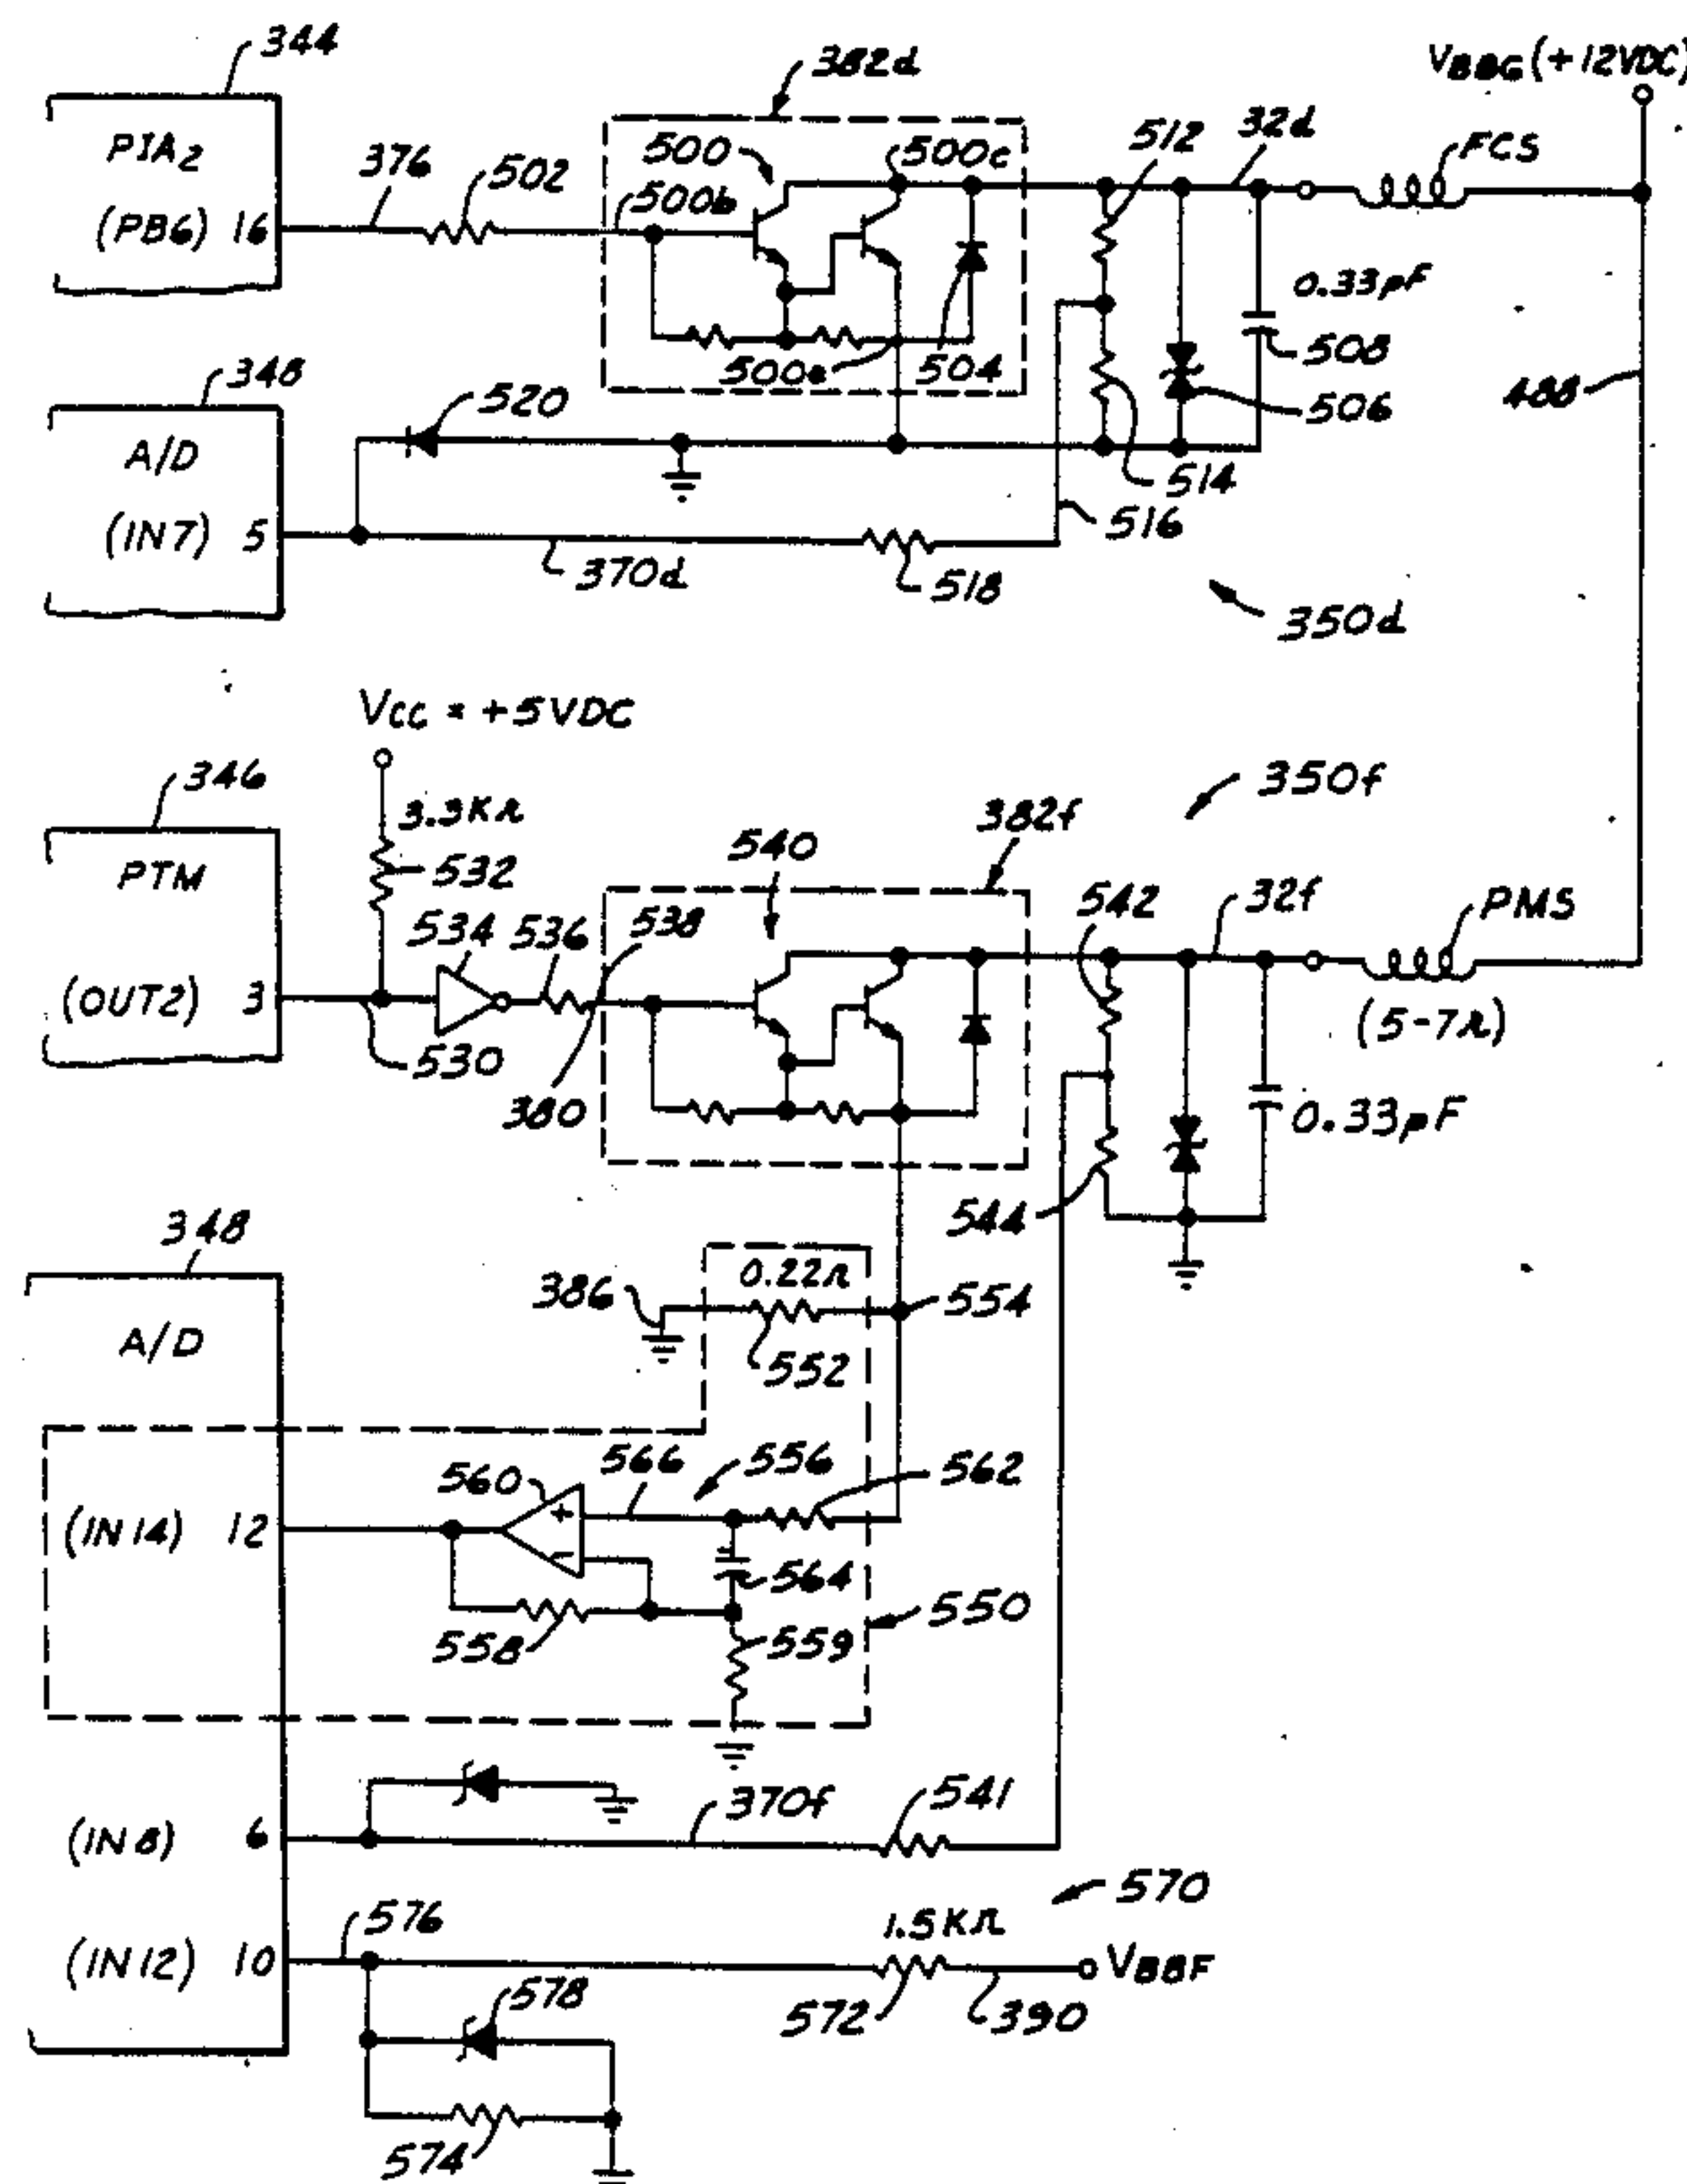 344
382d
VBBG (+12VDC)
PIA2
376
502
500
500c
512
32d
FCS
(PB6) 16
500b
0.33pF
508
348
500e
504
506
488
520
A/D
514
(IN7) 5
516
370d
518
350d
Vcc = +5VDC
346
3.3KΩ
350f
382f
PTM
532
540
534
536
538
542
32f
PMS
(OUT2) 3
(5-7Ω)
530
380
0.33pF
544
348
0.22Ω
386
554
A/D
552
566
556
562
560
(IN14) 12
+
−
564
550
558
559
370f
541
(IN8) 6
570
576
1.5KΩ
(IN12) 10
VBBF
578
572
390
574